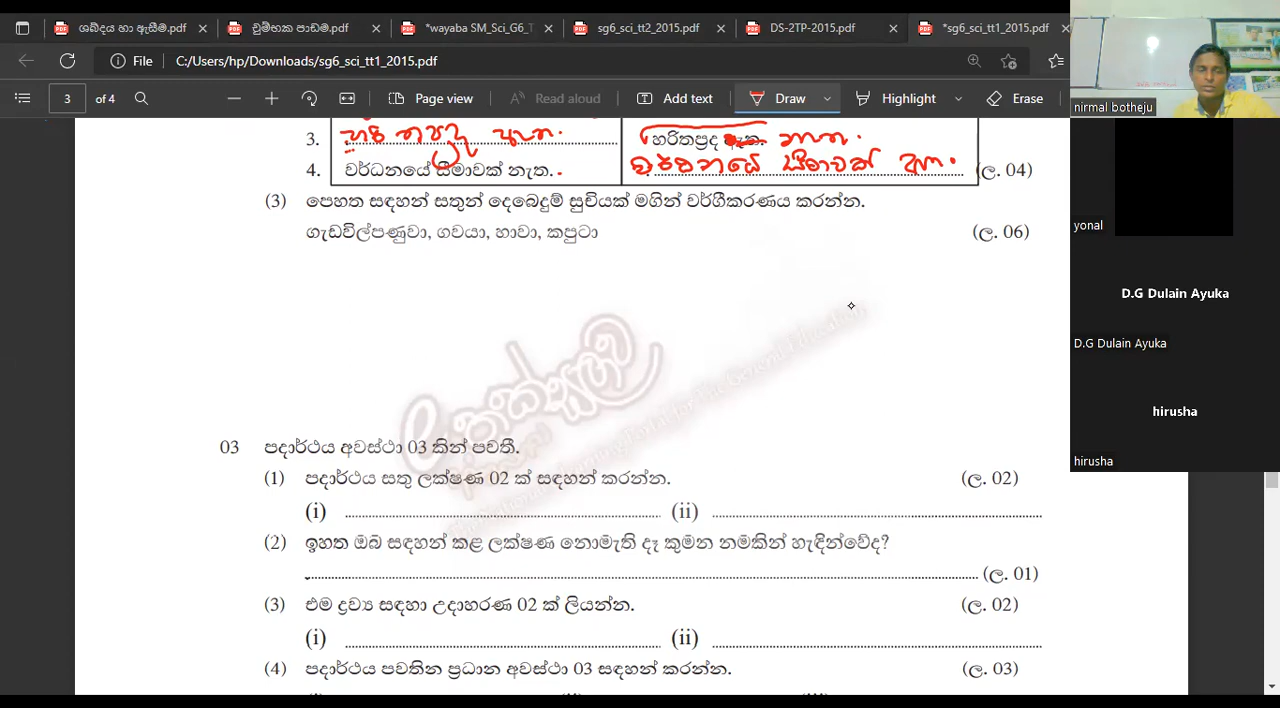 ශබ්දය හා ඇසීම.pdf
චුම්භක පාඩම.pdf
*wayaba SM_Sci_G6_T
sg6_sci_tt2_2015.pdf
DS-2TP-2015.pdf
*sg6_sci_tt1_2015.pdf
File C:/Users/hp/Downloads/sg6_sci_tt1_2015.pdf
3 of 4 Page view Read aloud Add text Draw Highlight Erase
nirmal botheju
3. හරිතප්‍රද ඇත. හරිතප්‍රද නැත.
4. වර්ධනයේ සීමාවක් නැත. වර්ධනයේ සීමාවක් ඇත. (ල. 04)
(3) පෙහත සඳහන් සතුන් දෙබෙදුම් සුචියක් මගින් වර්ගීකරණය කරන්න.
ගැඩවිල්පණුවා, ගවයා, හාවා, කපුටා (ල. 06)
yonal
D.G Dulain Ayuka
D.G Dulain Ayuka
hirusha
hirusha
03 පදාර්ථය අවස්ථා 03 කින් පවතී.
(1) පදාර්ථය සතු ලක්ෂණ 02 ක් සඳහන් කරන්න. (ල. 02)
(i) (ii)
(2) ඉහත ඔබ සඳහන් කළ ලක්ෂණ නොමැති දෑ කුමන නමකින් හැඳින්වේද?
(ල. 01)
(3) එම ද්‍රව්‍ය සඳහා උදාහරණ 02 ක් ලියන්න. (ල. 02)
(i) (ii)
(4) පදාර්ථය පවතින ප්‍රධාන අවස්ථා 03 සඳහන් කරන්න. (ල. 03)